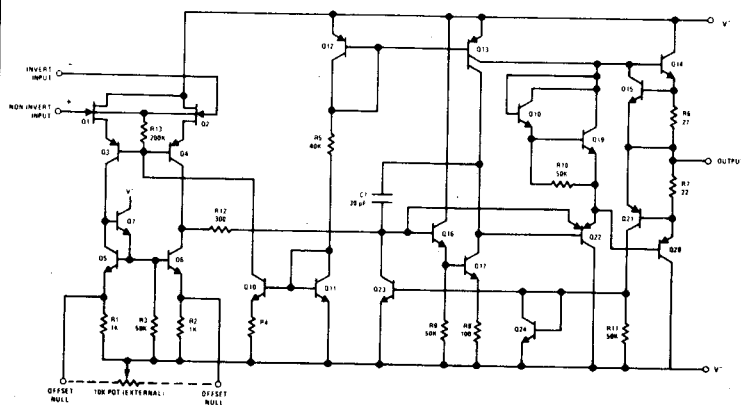 V+
Q12
Q13
Q14
INVERT
INPUT
-
Q15
NON INVERT
INPUT
+
Q1
Q2
Q18
R6
27
R13
200K
Q19
R5
40K
OUTPUT
Q3
Q4
R10
50K
R7
22
C1
30 pF
R12
300
Q7
Q21
Q16
Q22
Q20
Q5
Q6
Q17
Q10
Q11
Q23
R1
1K
R3
50K
R2
1K
R4
R9
50K
R8
100
Q24
R11
50K
V-
OFFSET
NULL
10K POT (EXTERNAL)
OFFSET
NULL